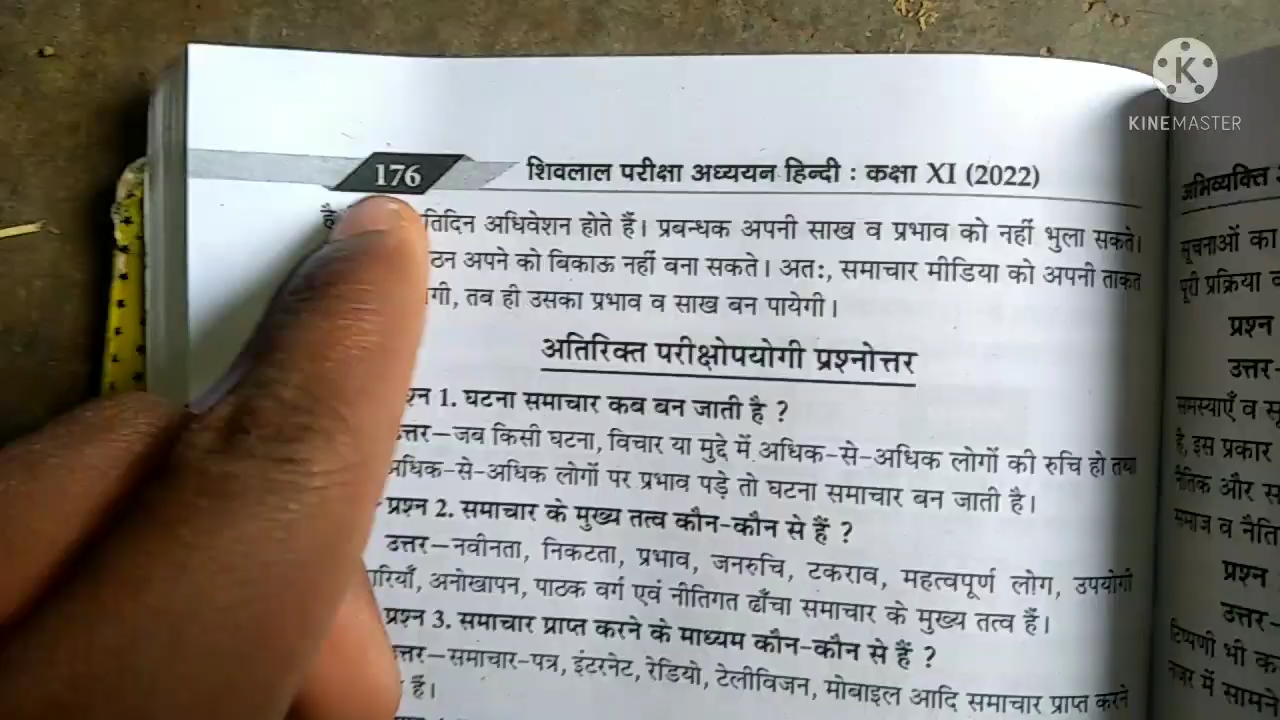 K
KINEMASTER
176 शिवलाल परीक्षा अध्ययन हिन्दी : कक्षा XI (2022)
है अधिवेशन होते हैं। प्रबन्धक अपनी साख व प्रभाव को नहीं भुला सकते।
अपने को बिकाऊ नहीं बना सकते। अतः, समाचार मीडिया को अपनी ताकत
तब ही उसका प्रभाव व साख बन पायेगी।
अतिरिक्त परीक्षोपयोगी प्रश्नोत्तर
1. घटना समाचार कब बन जाती है ?
उत्तर–जब किसी घटना, विचार या मुद्दे में अधिक-से-अधिक लोगों की रुचि हो तथा
अधिक-से-अधिक लोगों पर प्रभाव पड़े तो घटना समाचार बन जाती है।
प्रश्न 2. समाचार के मुख्य तत्व कौन-कौन से हैं ?
उत्तर–नवीनता, निकटता, प्रभाव, जनरुचि, टकराव, महत्वपूर्ण लोग, उपयोगी
अनोखापन, पाठक वर्ग एवं नीतिगत ढाँचा समाचार के मुख्य तत्व हैं।
प्रश्न 3. समाचार प्राप्त करने के माध्यम कौन-कौन से हैं ?
उत्तर–समाचार-पत्र, इंटरनेट, रेडियो, टेलीविजन, मोबाइल आदि समाचार प्राप्त करने
हैं।
अभिव्यक्ति
सूचनाओं का
पूरी प्रक्रिया
प्रश्न
उत्तर–
समस्याएँ व
है, इस प्रकार
नैतिक और
समाज व
प्रश्न
उत्तर–
टिप्पणी भी
नजर में सामने